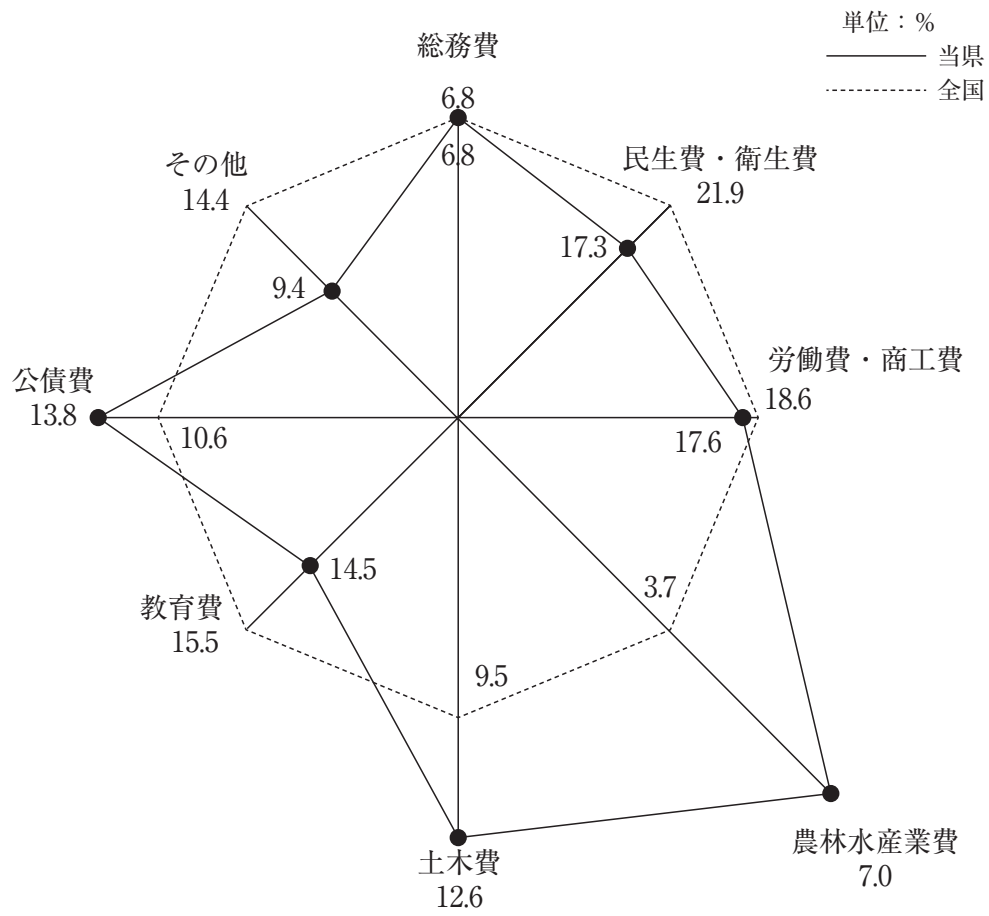 単位：%
当県
全国
総務費
6.8
6.8
民生費・衛生費
21.9
17.3
労働費・商工費
18.6
17.6
3.7
農林水産業費
7.0
9.5
土木費
12.6
14.5
教育費
15.5
公債費
13.8
10.6
その他
14.4
9.4